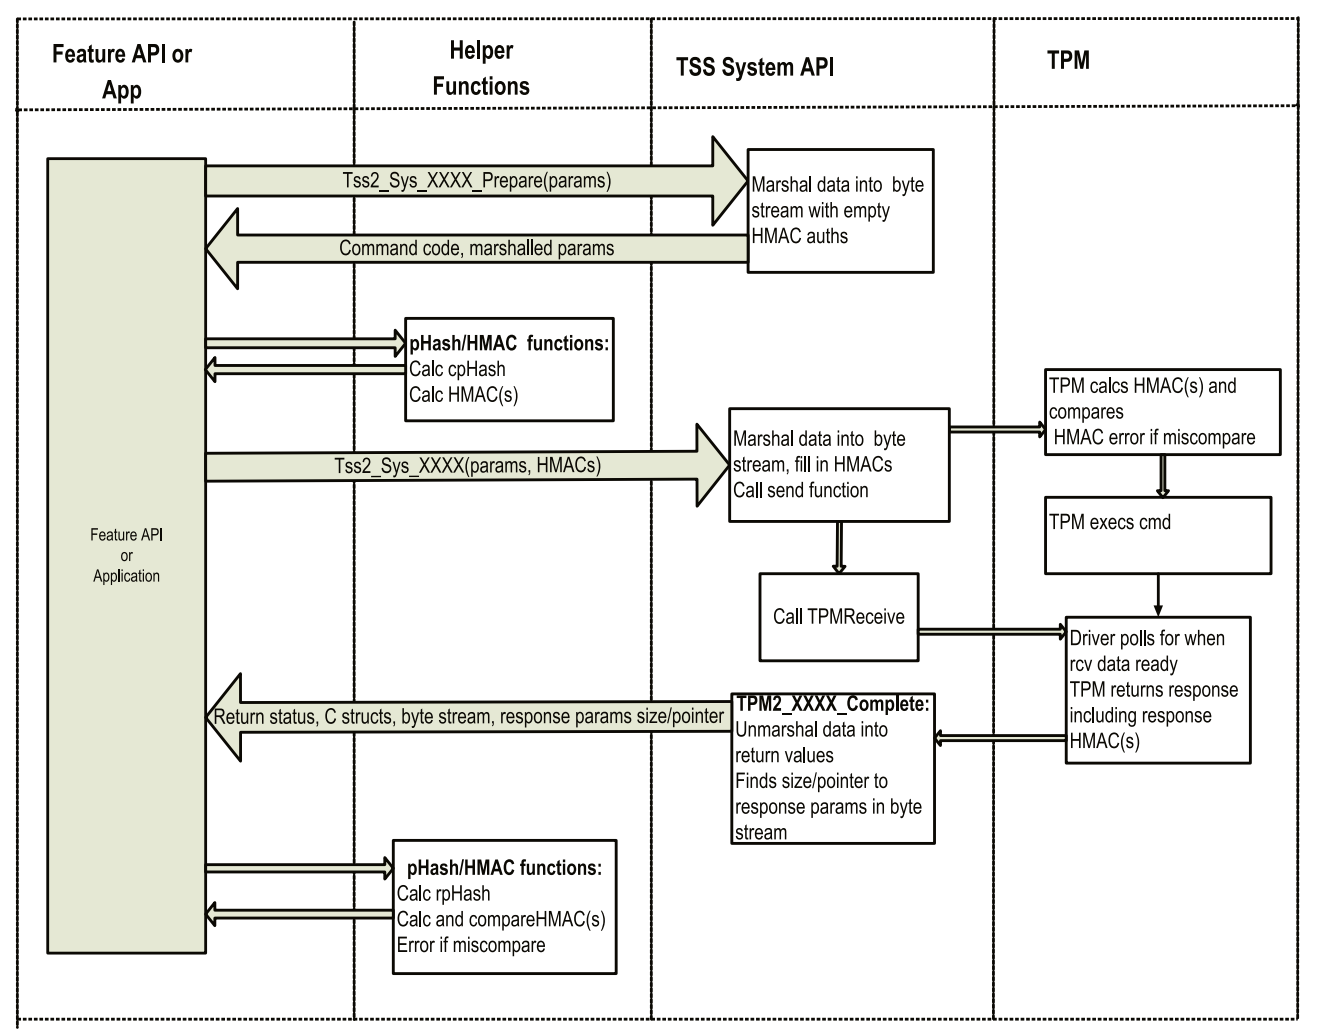 Feature API or
App
Helper
Functions
TSS System API
TPM
Tss2_Sys_XXXX_Prepare(params)
Marshal data into byte
stream with empty
HMAC auths
Command code, marshalled params
pHash/HMAC functions:
Calc cpHash
Calc HMAC(s)
TPM calcs HMAC(s) and
compares
HMAC error if miscompare
Tss2_Sys_XXXX(params, HMACs)
Marshal data into byte
stream, fill in HMACs
Call send function
TPM execs cmd
Feature API
or
Application
Call TPMReceive
Driver polls for when
rcv data ready
TPM returns response
including response
HMAC(s)
Return status, C structs, byte stream, response params size/pointer
TPM2_XXXX_Complete:
Unmarshal data into
return values
Finds size/pointer to
response params in byte
stream
pHash/HMAC functions:
Calc rpHash
Calc and compareHMAC(s)
Error if miscompare